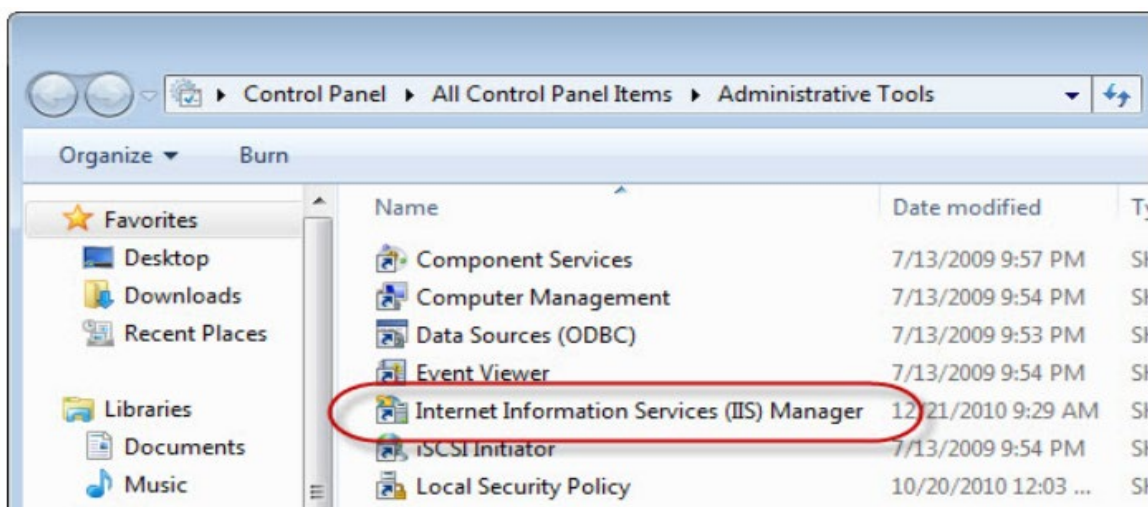 Control Panel All Control Panel Items Administrative Tools
Organize Burn
Name Date modified
Favorites
Desktop
Downloads
Recent Places
Libraries
Documents
Music
Component Services 7/13/2009 9:57 PM
Computer Management 7/13/2009 9:54 PM
Data Sources (ODBC) 7/13/2009 9:53 PM
Event Viewer 7/13/2009 9:54 PM
Internet Information Services (IIS) Manager 12/21/2010 9:29 AM
iSCSI Initiator 7/13/2009 9:54 PM
Local Security Policy 10/20/2010 12:03 ...